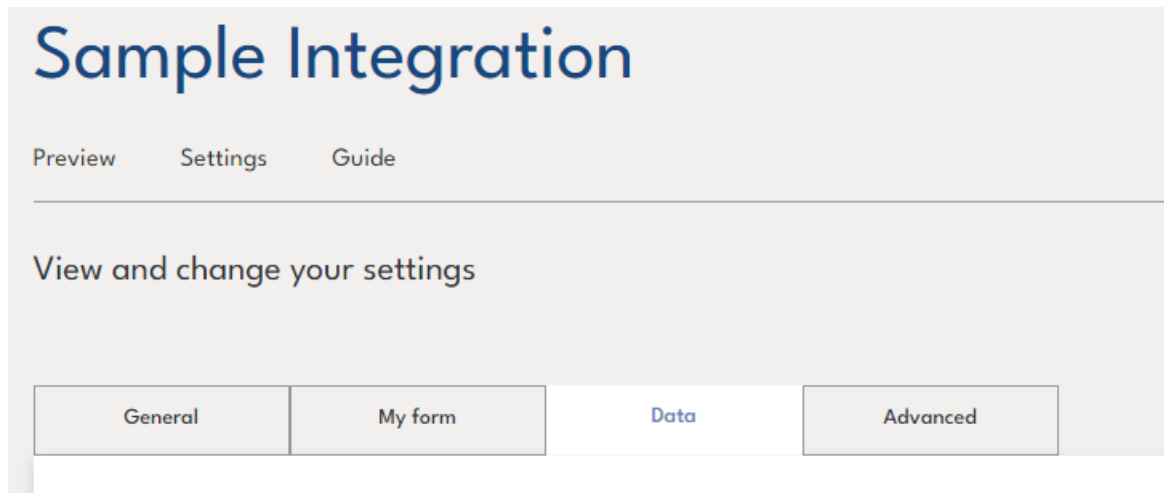 Sample Integration
Preview Settings Guide
View and change your settings
General My form Data Advanced